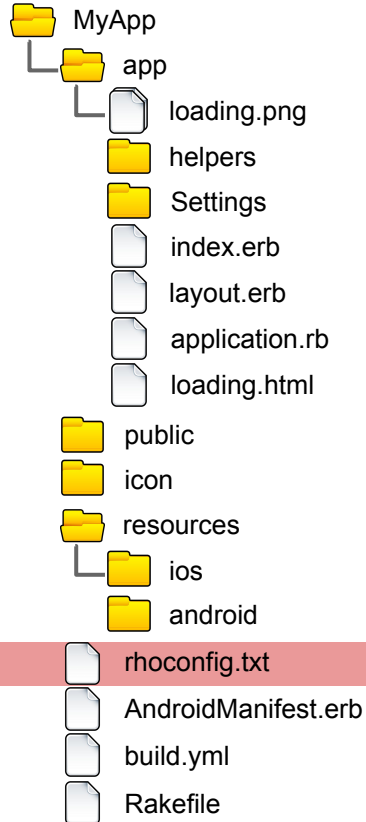 MyApp
app
loading.png
helpers
Settings
index.erb
layout.erb
application.rb
loading.html
public
icon
resources
ios
android
rhoconfig.txt
AndroidManifest.erb
build.yml
Rakefile